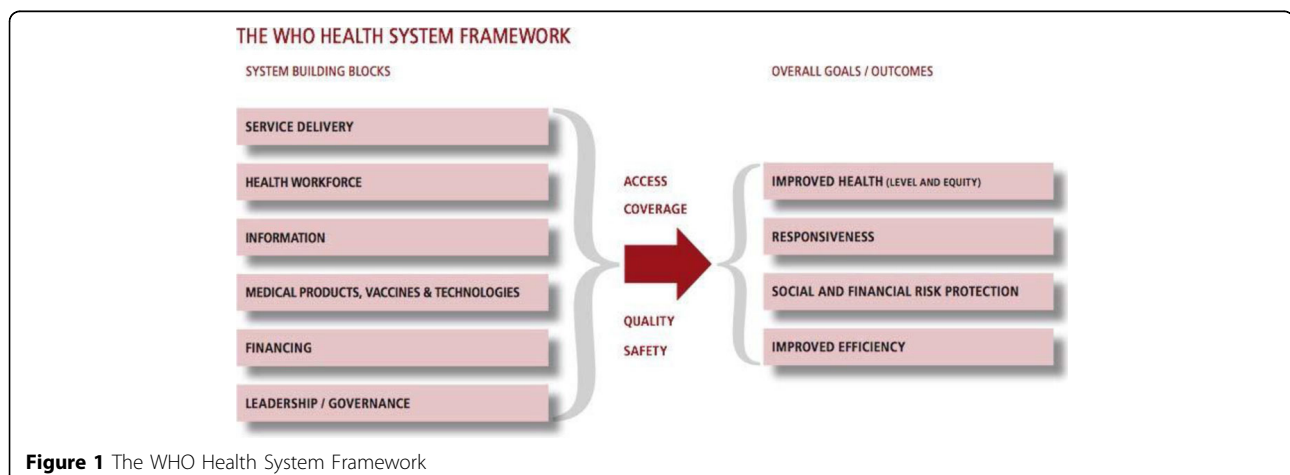 THE WHO HEALTH SYSTEM FRAMEWORK
SYSTEM BUILDING BLOCKS
OVERALL GOALS / OUTCOMES
SERVICE DELIVERY
HEALTH WORKFORCE
INFORMATION
MEDICAL PRODUCTS, VACCINES & TECHNOLOGIES
FINANCING
LEADERSHIP / GOVERNANCE
ACCESS
COVERAGE
QUALITY
SAFETY
IMPROVED HEALTH (LEVEL AND EQUITY)
RESPONSIVENESS
SOCIAL AND FINANCIAL RISK PROTECTION
IMPROVED EFFICIENCY
Figure 1 The WHO Health System Framework